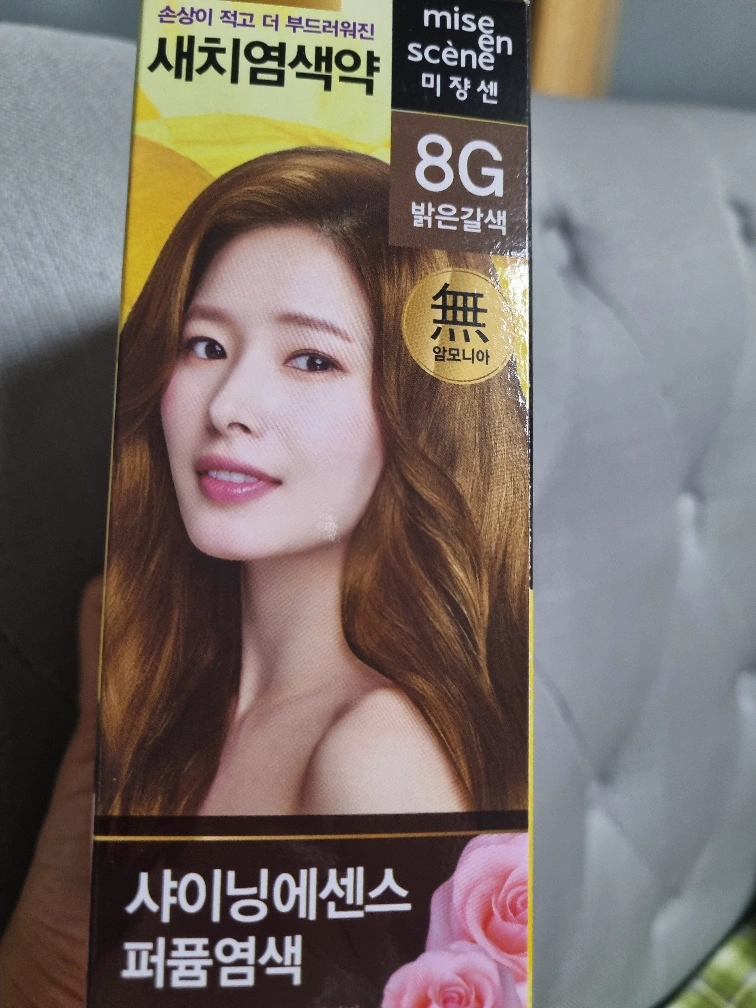 손상이 적고 더 부드러워진
새치염색약
mise
en
scène
미쟝센
8G
밝은갈색
無
암모니아
샤이닝에센스
퍼퓸염색